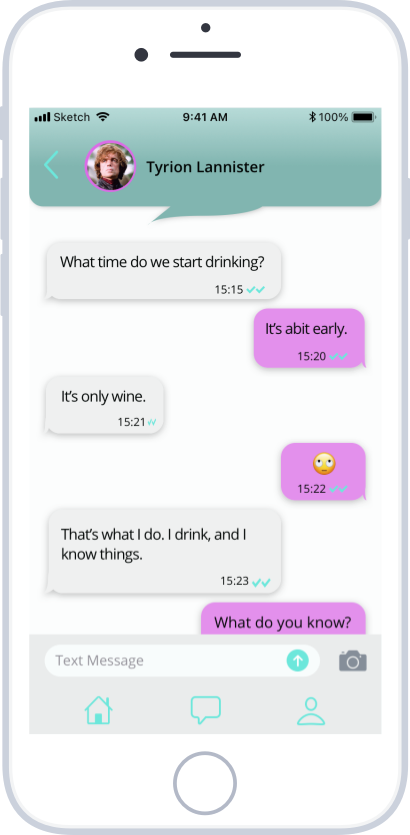 Sketch 9:41 AM 100%
Tyrion Lannister
What time do we start drinking?
15:15
It's abit early.
15:20
It's only wine.
15:21
15:22
That's what I do. I drink, and I
know things.
15:23
What do you know?
Text Message